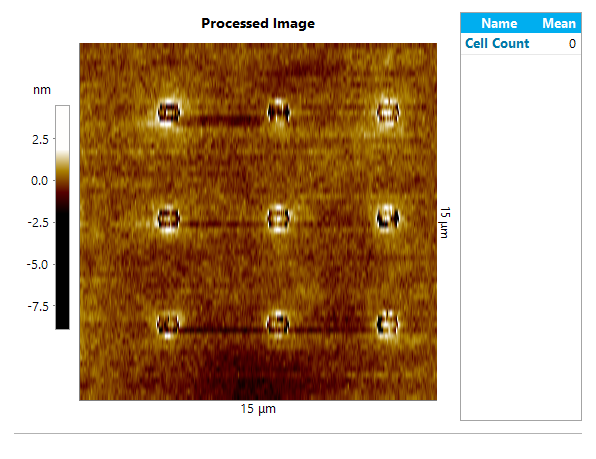 Processed Image
Name Mean
Cell Count 0
nm
2.5
0.0
-2.5
-5.0
-7.5
15 µm
15 µm